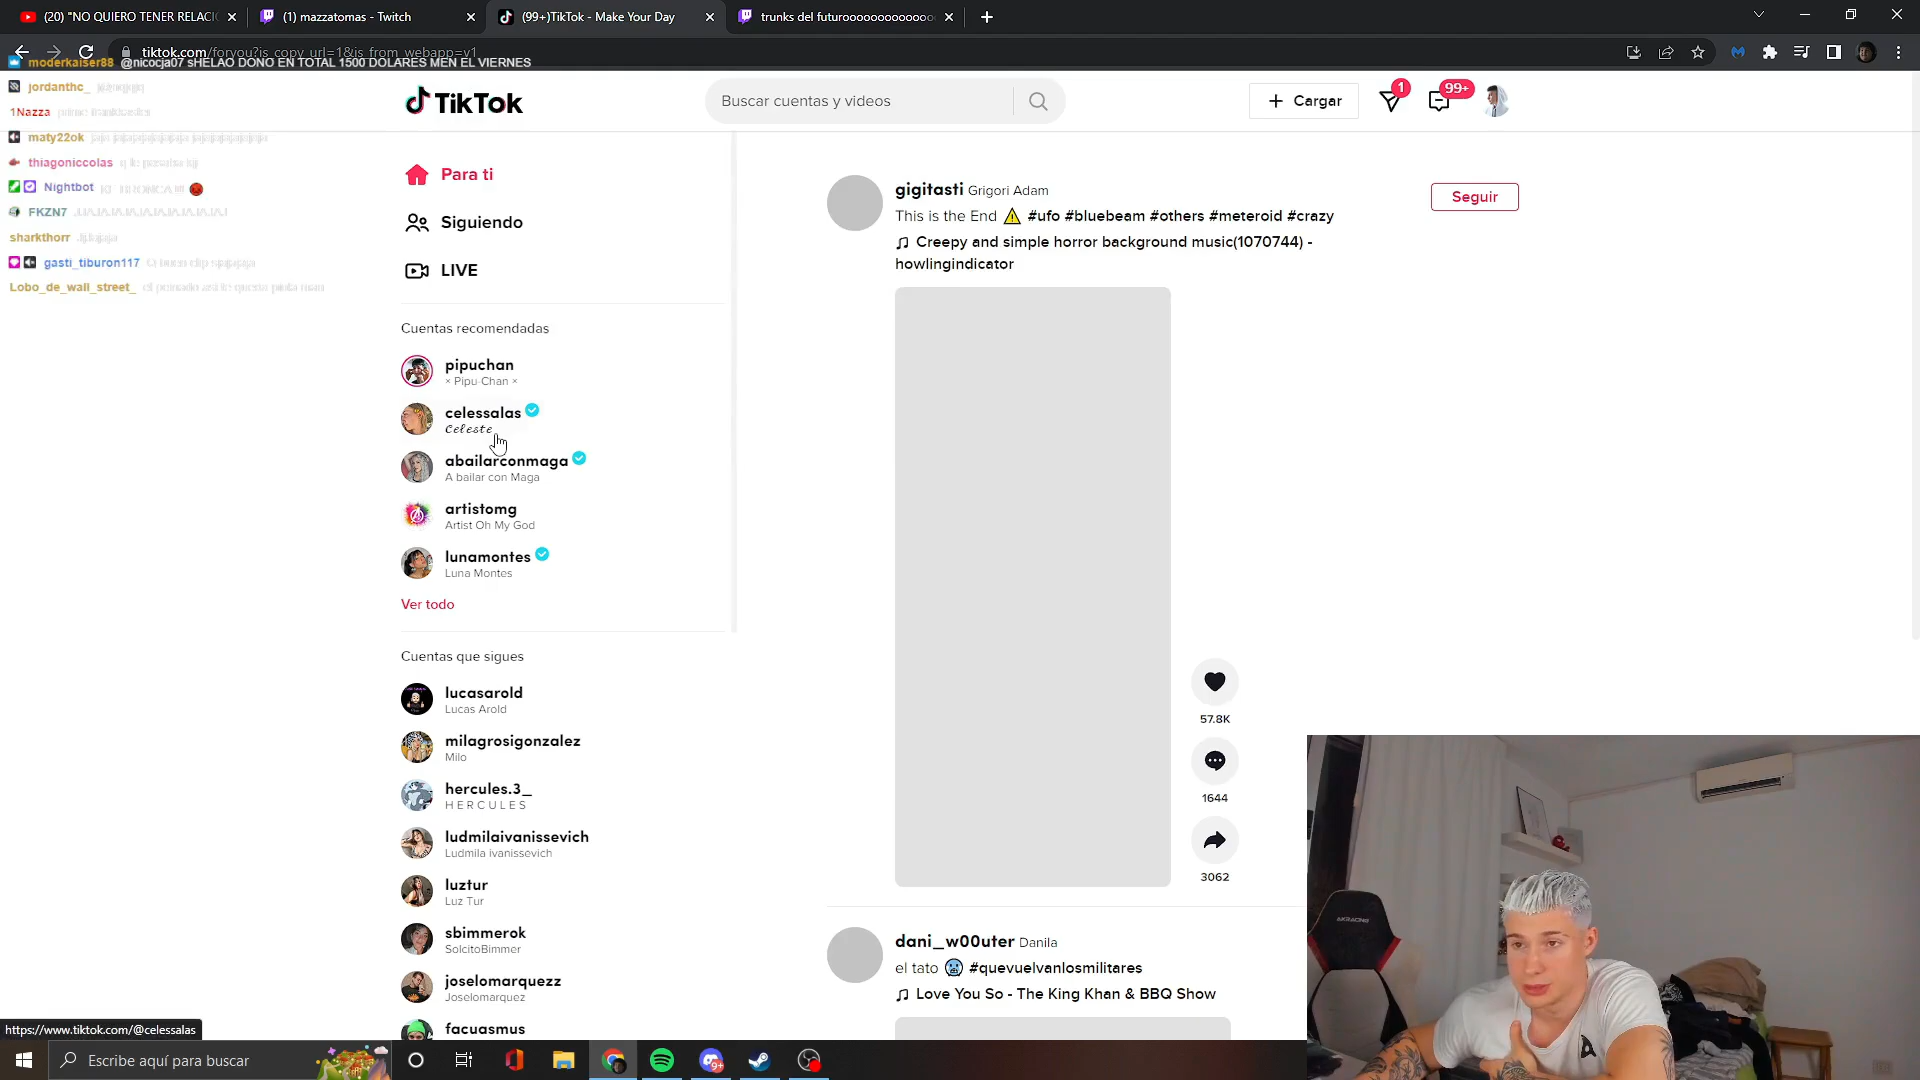 (20) "NO QUIERO TENER RELACI
(1) mazzatomas - Twitch
(99+)TikTok - Make Your Day
trunks del futurooooooooooooo
tiktok.com/foryou?is_copy_url=1&is_from_webapp=v1
moderkaiser88 @nicocja07 sHELAO DONO EN TOTAL 1500 DOLARES MEN EL VIERNES
jordanthc_
1Nazza
maty22ok
thiagoniccolas
Nightbot
FKZN7
sharkthorr
gasti_tiburon117
Lobo_de_wall_street_
TikTok
Buscar cuentas y videos
Cargar
1
99+
Para ti
Siguiendo
LIVE
Cuentas recomendadas
pipuchan
× Pipu-Chan ×
celessalas
Celeste
abailarconmaga
A bailar con Maga
artistomg
Artist Oh My God
lunamontes
Luna Montes
Ver todo
Cuentas que sigues
lucasarold
Lucas Arold
milagrosigonzalez
Milo
hercules.3_
H E R C U L E S
ludmilaivanissevich
Ludmila ivanissevich
luztur
Luz Tur
sbimmerok
SolcitoBimmer
joselomarquezz
Joselomarquez
facuasmus
gigitasti Grigori Adam
Seguir
This is the End ⚠️ #ufo #bluebeam #others #meteroid #crazy
Creepy and simple horror background music(1070744) -
howlingindicator
57.8K
1644
3062
dani_w00uter Danila
el tato 🥶 #quevuelvanlosmilitares
Love You So - The King Khan & BBQ Show
AKRACING
https://www.tiktok.com/@celessalas
Escribe aquí para buscar
9+